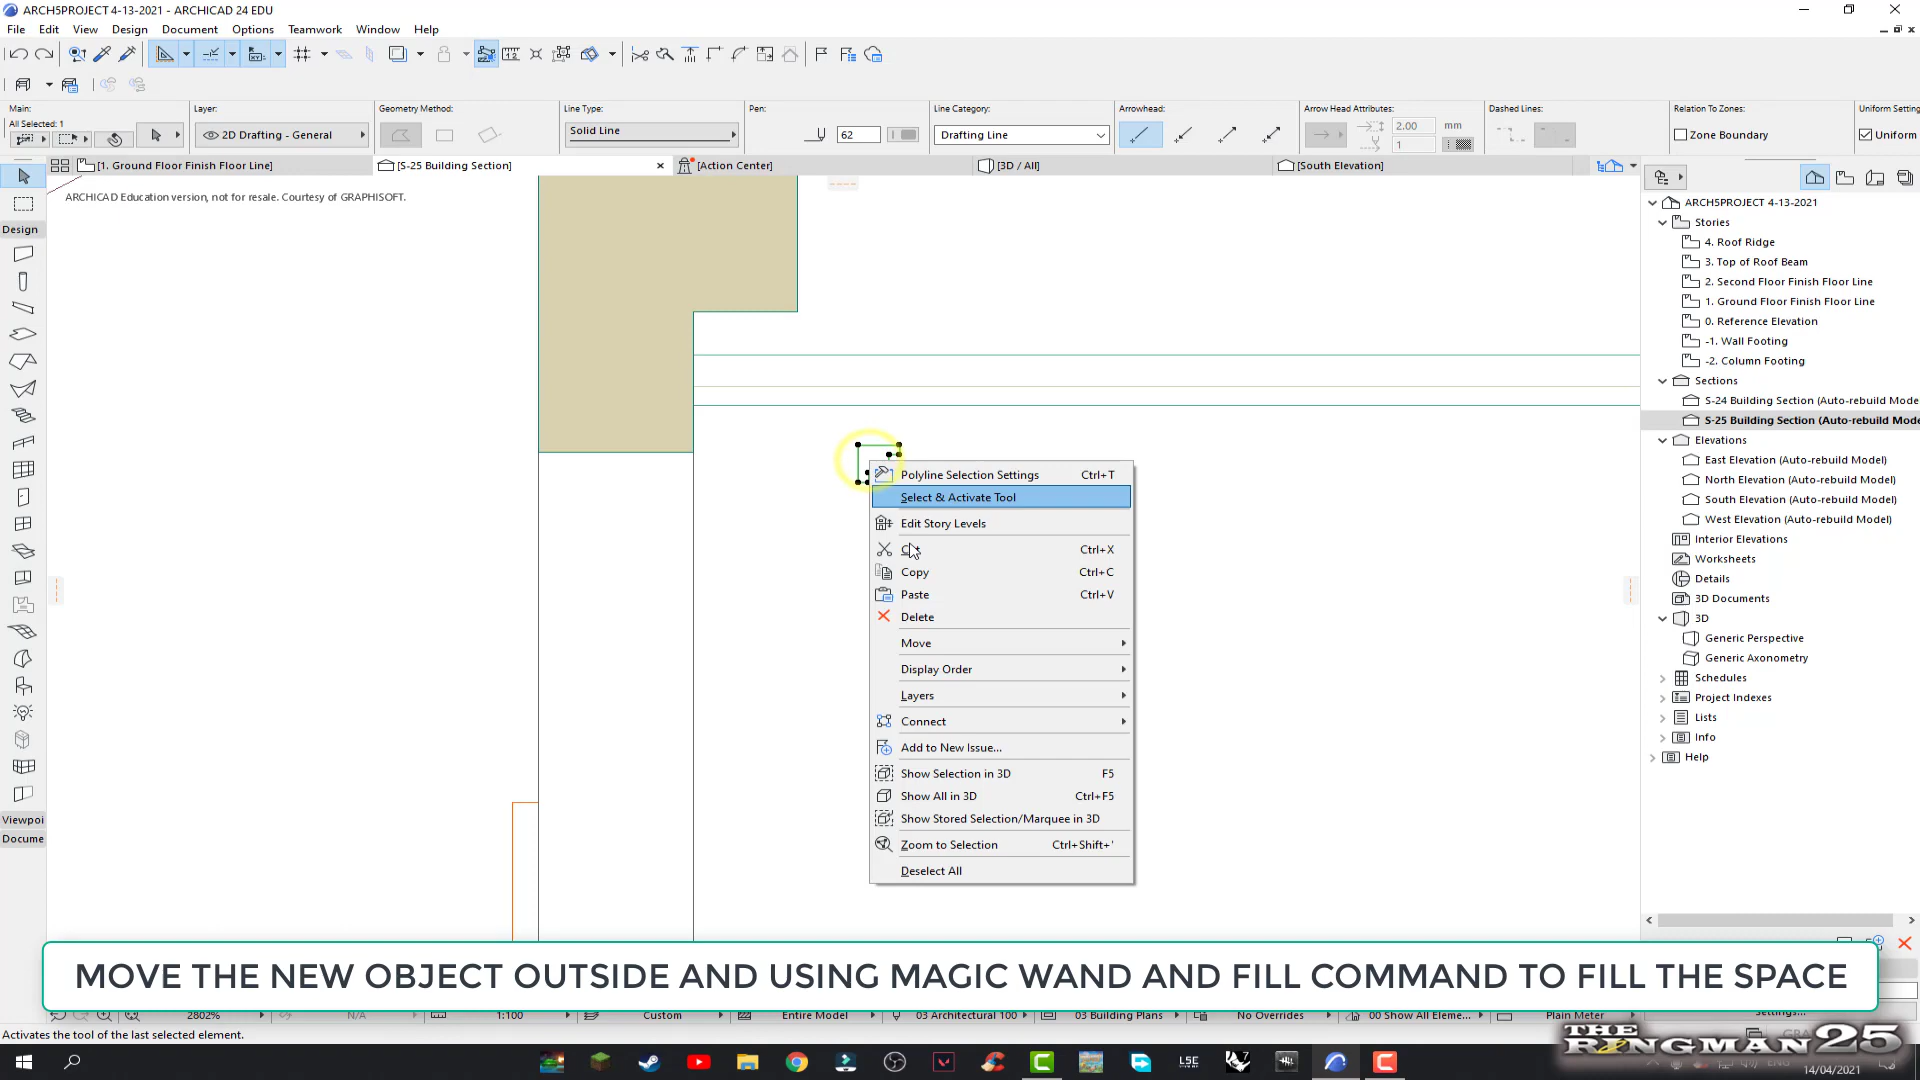 ARCH5PROJECT 4-13-2021 - ARCHICAD 24 EDU
File Edit View Design Document Options Teamwork Window Help
Main: Layer: Geometry Method: Line Type: Pen: Line Category: Arrowhead: Arrow Head Attributes: Dashed Lines: Relation To Zones: Uniform Setting
All Selected: 1
2D Drafting - General Solid Line 62 Drafting Line 2.00 mm 1 Zone Boundary Uniform
[1. Ground Floor Finish Floor Line] [S-25 Building Section] [Action Center] [3D / All] [South Elevation]
ARCHICAD Education version, not for resale. Courtesy of GRAPHISOFT.
Design
Viewpoi
Docume
Polyline Selection Settings Ctrl+T
Select & Activate Tool
Edit Story Levels
Cut Ctrl+X
Copy Ctrl+C
Paste Ctrl+V
Delete
Move
Display Order
Layers
Connect
Add to New Issue...
Show Selection in 3D F5
Show All in 3D Ctrl+F5
Show Stored Selection/Marquee in 3D
Zoom to Selection Ctrl+Shift+'
Deselect All
ARCH5PROJECT 4-13-2021
Stories
4. Roof Ridge
3. Top of Roof Beam
2. Second Floor Finish Floor Line
1. Ground Floor Finish Floor Line
0. Reference Elevation
-1. Wall Footing
-2. Column Footing
Sections
S-24 Building Section (Auto-rebuild Mode
S-25 Building Section (Auto-rebuild Mode
Elevations
East Elevation (Auto-rebuild Model)
North Elevation (Auto-rebuild Model)
South Elevation (Auto-rebuild Model)
West Elevation (Auto-rebuild Model)
Interior Elevations
Worksheets
Details
3D Documents
3D
Generic Perspective
Generic Axonometry
Schedules
Project Indexes
Lists
Info
Help
MOVE THE NEW OBJECT OUTSIDE AND USING MAGIC WAND AND FILL COMMAND TO FILL THE SPACE
Settings...
2802% N/A 1:100 Custom Entire Model 03 Architectural 100 03 Building Plans No Overrides 00 Show All Eleme... Plain Meter
Activates the tool of the last selected element.
THE RINGMAN 25
L5E
14/04/2021